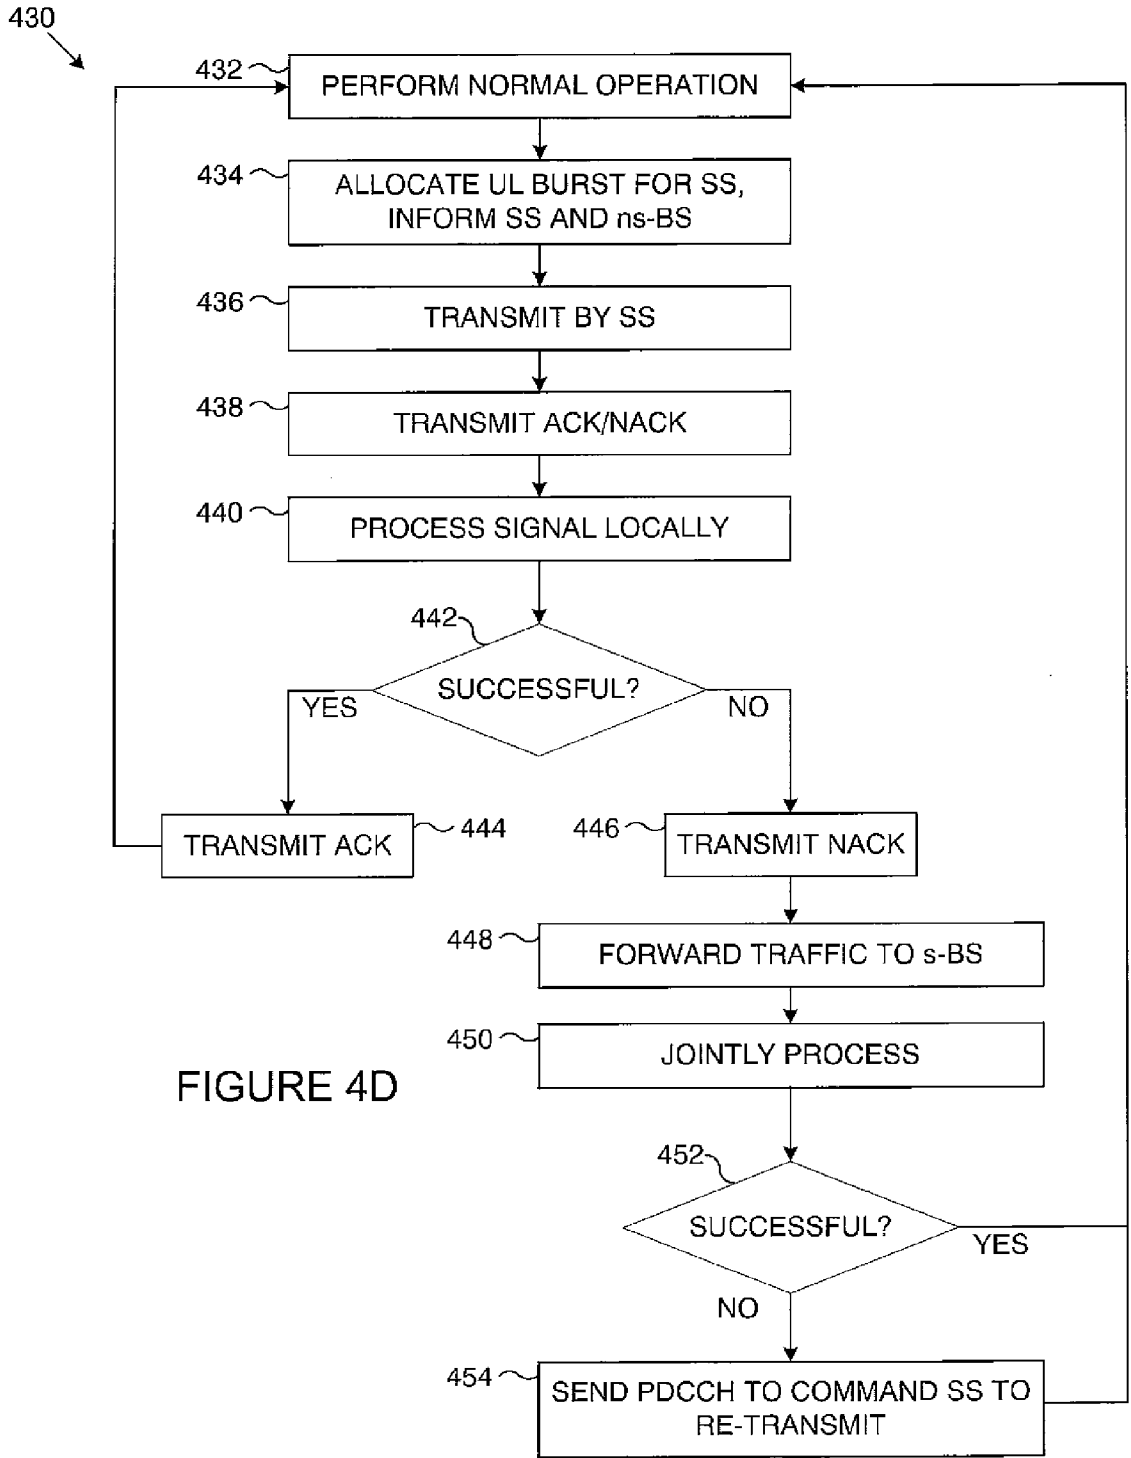 430
432
PERFORM NORMAL OPERATION
434
ALLOCATE UL BURST FOR SS,
INFORM SS AND ns-BS
436
TRANSMIT BY SS
438
TRANSMIT ACK/NACK
440
PROCESS SIGNAL LOCALLY
442
SUCCESSFUL?
YES
NO
TRANSMIT ACK
444
446
TRANSMIT NACK
448
FORWARD TRAFFIC TO s-BS
450
JOINTLY PROCESS
FIGURE 4D
452
SUCCESSFUL?
YES
NO
454
SEND PDCCH TO COMMAND SS TO
RE-TRANSMIT